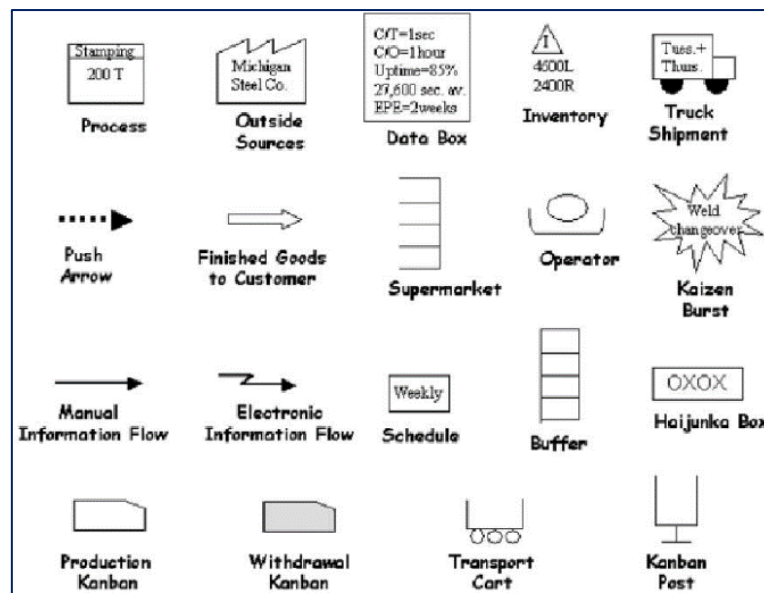 Stamping
200 T
Process
Michigan
Steel Co.
Outside
Sources
C/T=1sec
C/O=1hour
Uptime=85%
27,600 sec. av.
EPE=2weeks
Data Box
I
4600L
2400R
Inventory
Tues.+
Thurs.
Truck
Shipment
Push
Arrow
Finished Goods
to Customer
Supermarket
Operator
Weld
changeover
Kaizen
Burst
Manual
Information Flow
Electronic
Information Flow
Weekly
Schedule
Buffer
OXOX
Haijunka Box
Production
Kanban
Withdrawal
Kanban
Transport
Cart
Kanban
Post